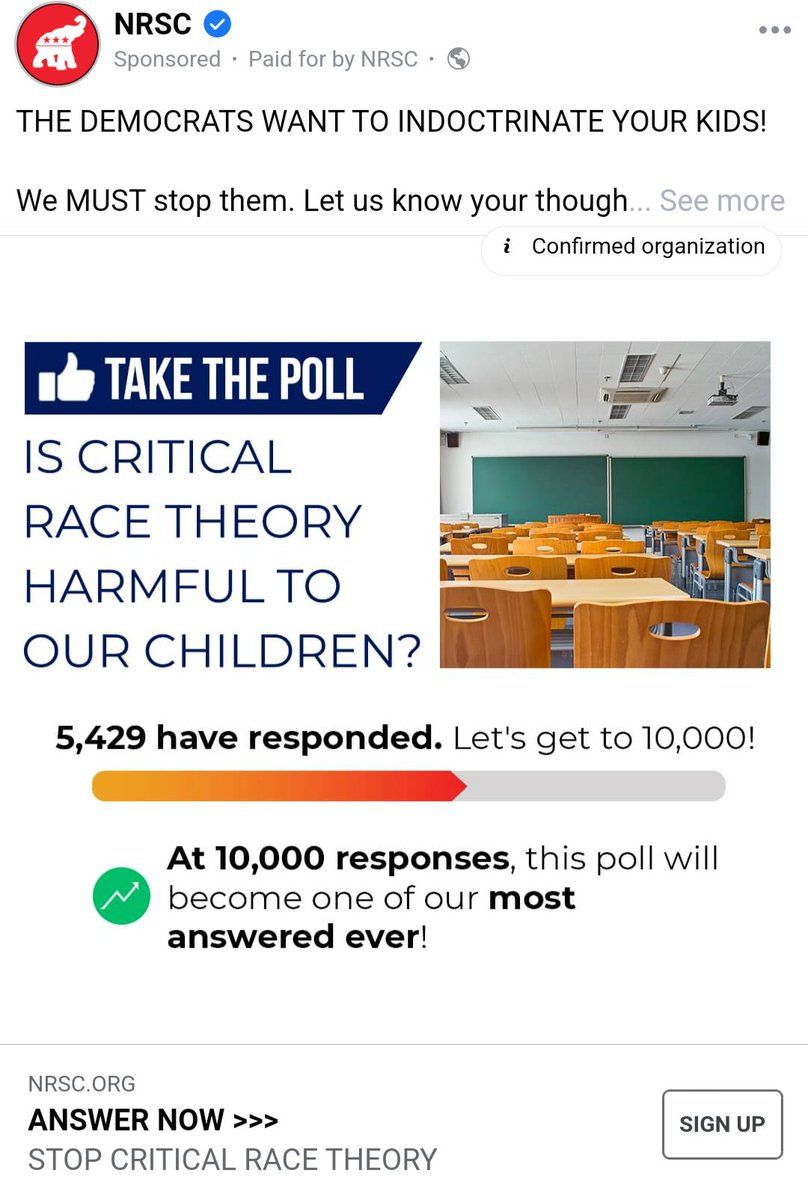 NRSC
Sponsored · Paid for by NRSC ·
THE DEMOCRATS WANT TO INDOCTRINATE YOUR KIDS!
We MUST stop them. Let us know your though... See more
i Confirmed organization
TAKE THE POLL
IS CRITICAL
RACE THEORY
HARMFUL TO
OUR CHILDREN?
5,429 have responded. Let's get to 10,000!
At 10,000 responses, this poll will
become one of our most
answered ever!
NRSC.ORG
ANSWER NOW >>>
STOP CRITICAL RACE THEORY
SIGN UP